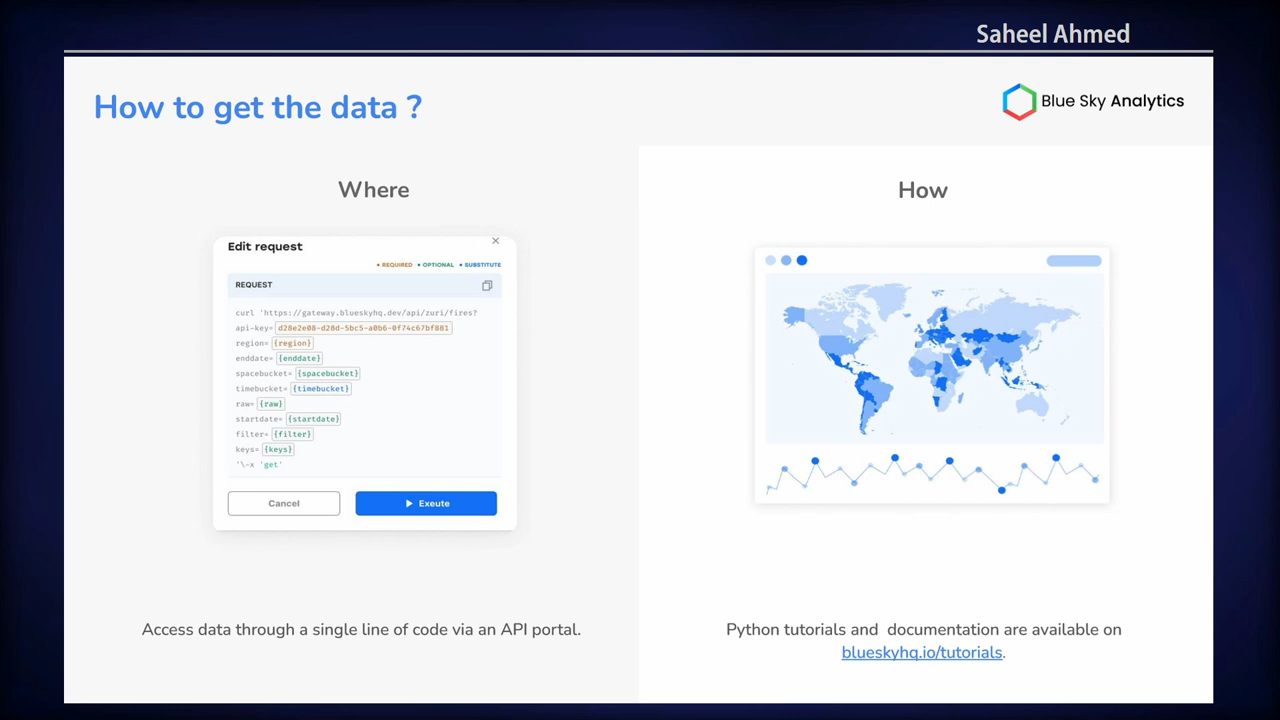 Saheel Ahmed
How to get the data ?
Blue Sky Analytics
Where
Edit request
• REQUIRED • OPTIONAL • SUBSTITUTE
REQUEST
curl 'https://gateway.blueskyhq.dev/api/zuri/fires?
api-key= d28e2e08-d28d-5bc5-a0b6-0f74c67bf881
region= {region}
enddate= {enddate}
spacebucket= {spacebucket}
timebucket= {timebucket}
raw= {raw}
startdate= {startdate}
filter= {filter}
keys= {keys}
'\-x 'get'
Cancel
Exeute
Access data through a single line of code via an API portal.
How
Python tutorials and documentation are available on
blueskyhq.io/tutorials.